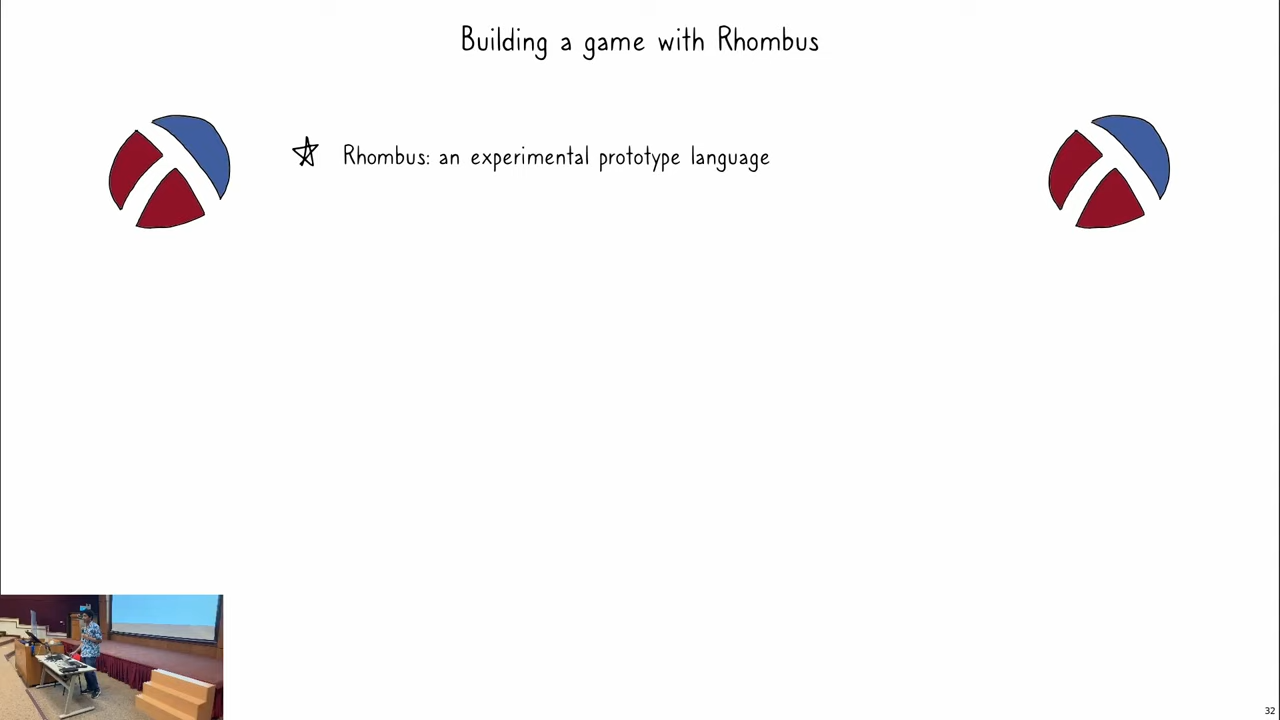 Building a game with Rhombus
Rhombus: an experimental prototype language
32